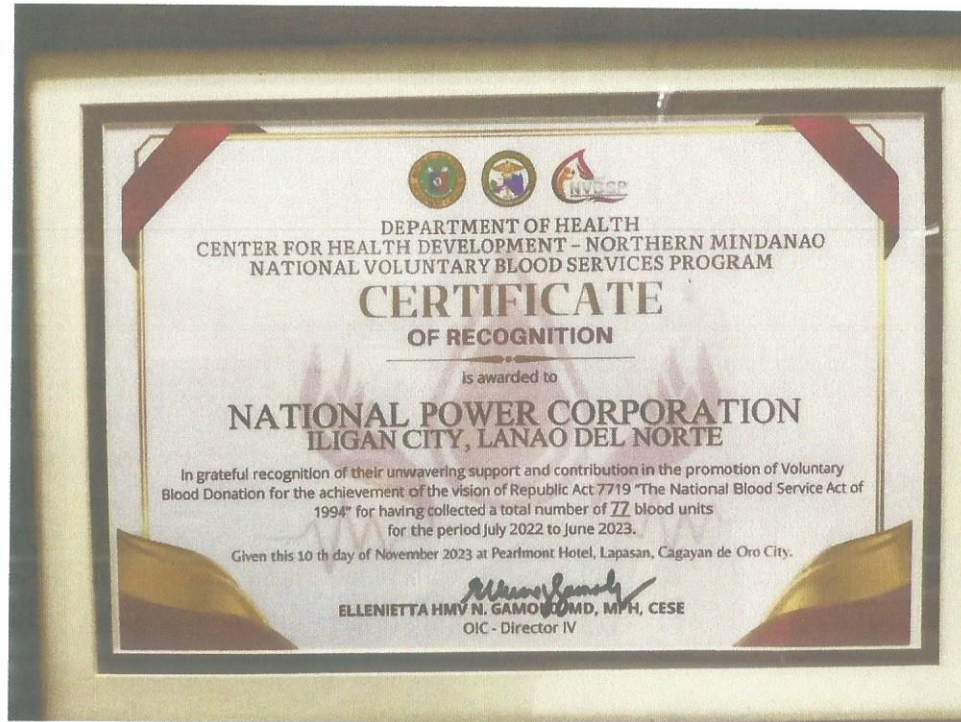 NVBSP
DEPARTMENT OF HEALTH
CENTER FOR HEALTH DEVELOPMENT – NORTHERN MINDANAO
NATIONAL VOLUNTARY BLOOD SERVICES PROGRAM
CERTIFICATE
OF RECOGNITION
is awarded to
NATIONAL POWER CORPORATION
ILIGAN CITY, LANAO DEL NORTE
In grateful recognition of their unwavering support and contribution in the promotion of Voluntary
Blood Donation for the achievement of the vision of Republic Act 7719 "The National Blood Service Act of
1994" for having collected a total number of 77 blood units
for the period July 2022 to June 2023.
Given this 10 th day of November 2023 at Pearlmont Hotel, Lapasan, Cagayan de Oro City.
ELLENIETTA HMV N. MD, MPH, CESE
OIC - Director IV